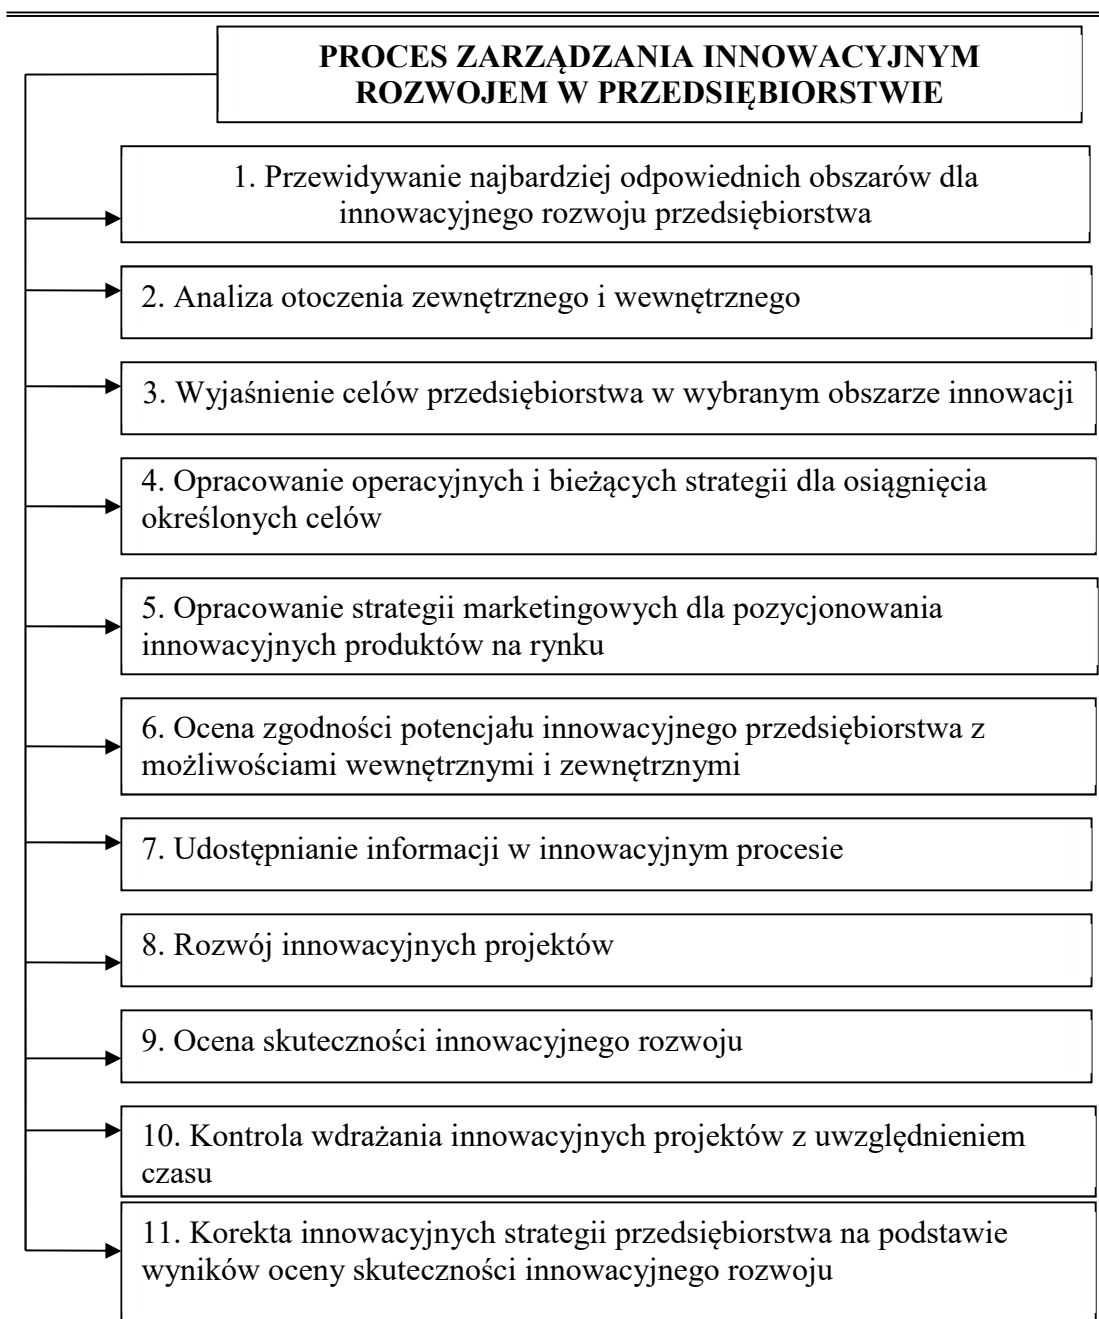 PROCES ZARZĄDZANIA INNOWACYJNYM
ROZWOJEM W PRZEDSIĘBIORSTWIE
1. Przewidywanie najbardziej odpowiednich obszarów dla
innowacyjnego rozwoju przedsiębiorstwa
2. Analiza otoczenia zewnętrznego i wewnętrznego
3. Wyjaśnienie celów przedsiębiorstwa w wybranym obszarze innowacji
4. Opracowanie operacyjnych i bieżących strategii dla osiągnięcia
określonych celów
5. Opracowanie strategii marketingowych dla pozycjonowania
innowacyjnych produktów na rynku
6. Ocena zgodności potencjału innowacyjnego przedsiębiorstwa z
możliwościami wewnętrznymi i zewnętrznymi
7. Udostępnianie informacji w innowacyjnym procesie
8. Rozwój innowacyjnych projektów
9. Ocena skuteczności innowacyjnego rozwoju
10. Kontrola wdrażania innowacyjnych projektów z uwzględnieniem
czasu
11. Korekta innowacyjnych strategii przedsiębiorstwa na podstawie
wyników oceny skuteczności innowacyjnego rozwoju